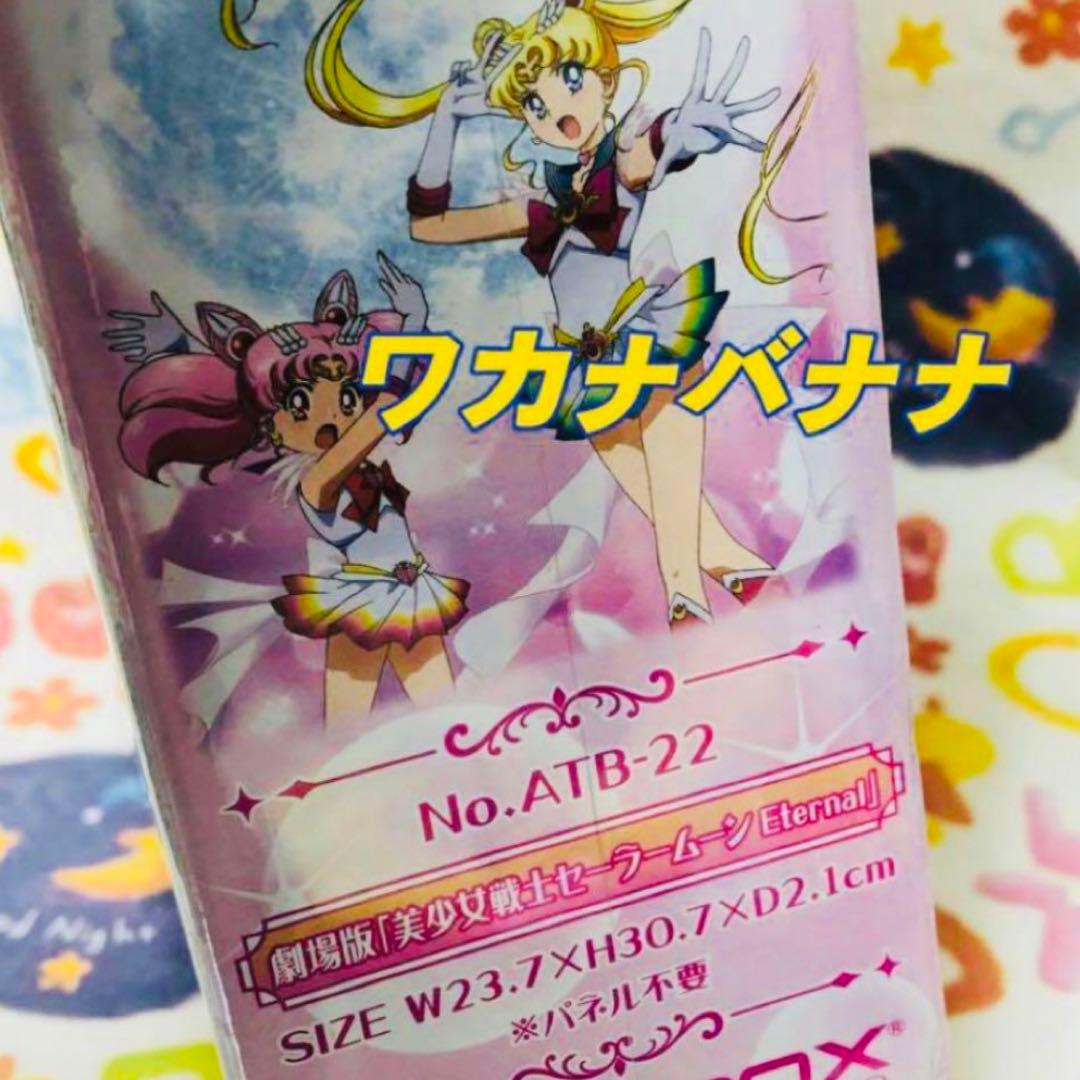 ワカナバナナ
No.ATB-22
劇場版「美少女戦士セーラームーン Eternal」
SIZE W23.7×H30.7×D2.1cm
※パネル不要
Night